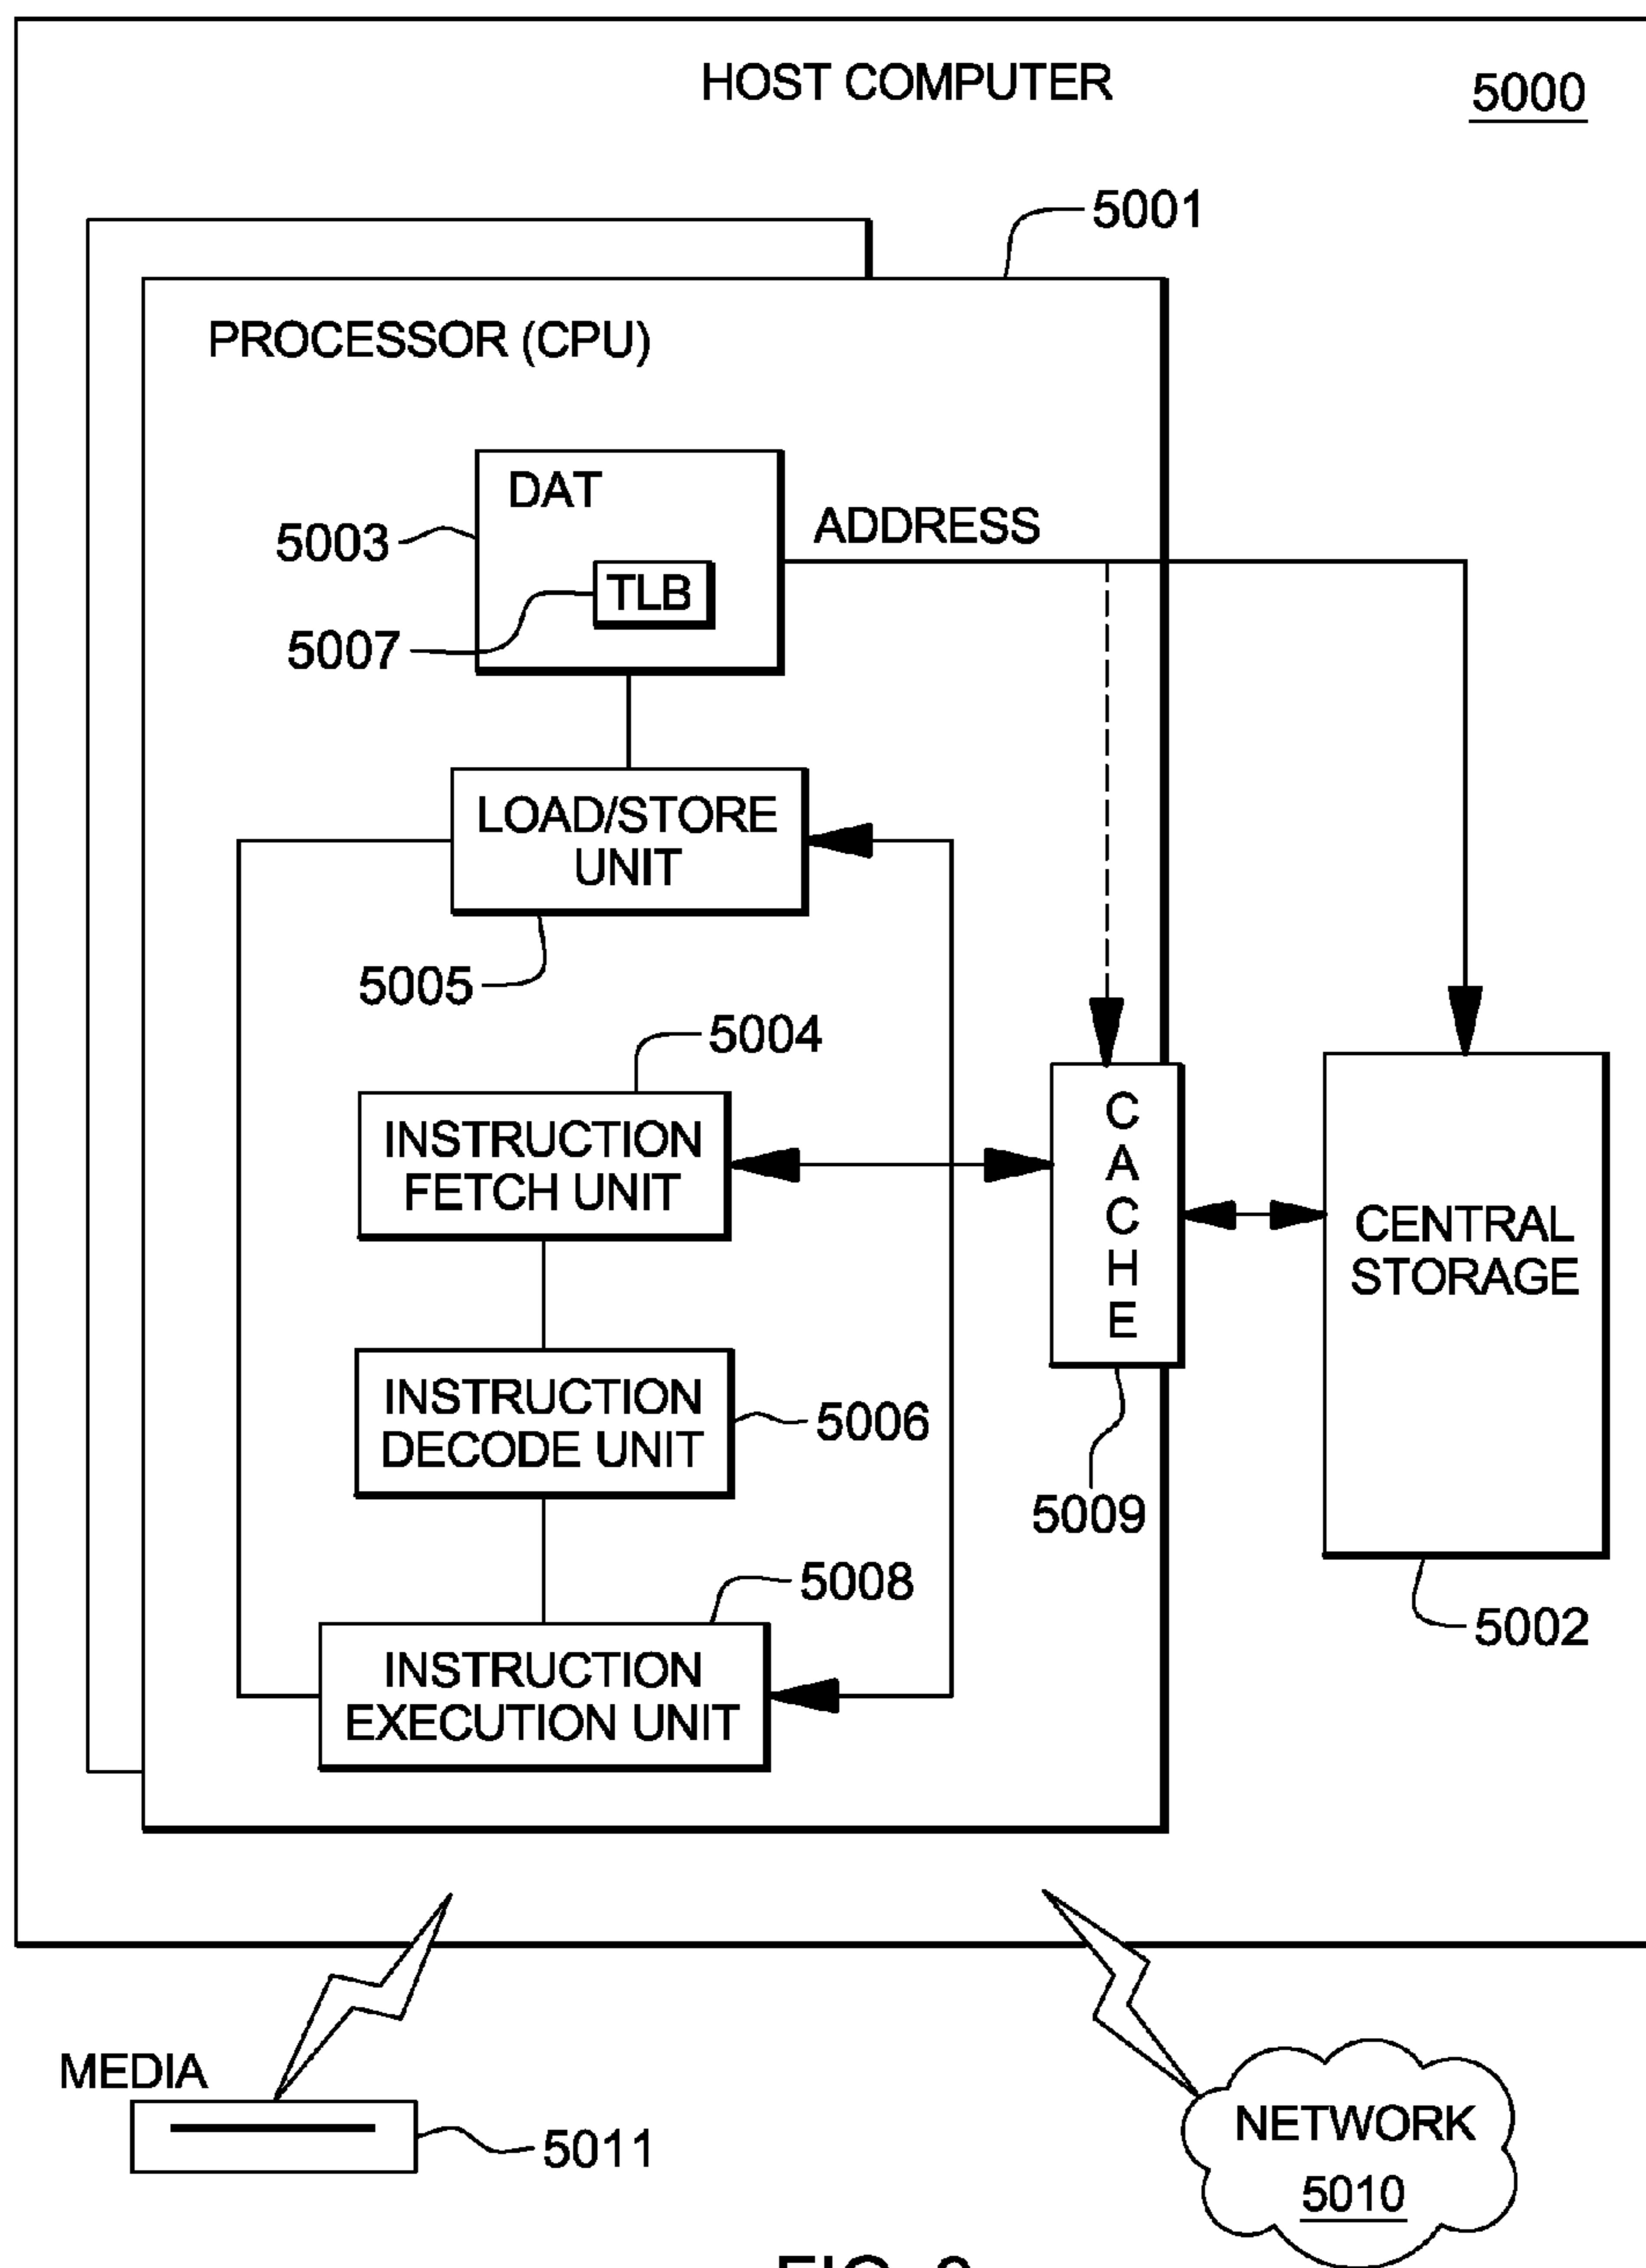 HOST COMPUTER
5000
5001
PROCESSOR (CPU)
DAT
ADDRESS
5003
TLB
5007
LOAD/STORE
UNIT
5005
5004
INSTRUCTION
FETCH UNIT
CACHE
CENTRAL
STORAGE
INSTRUCTION
DECODE UNIT
5006
5009
5008
5002
INSTRUCTION
EXECUTION UNIT
MEDIA
5011
NETWORK
5010